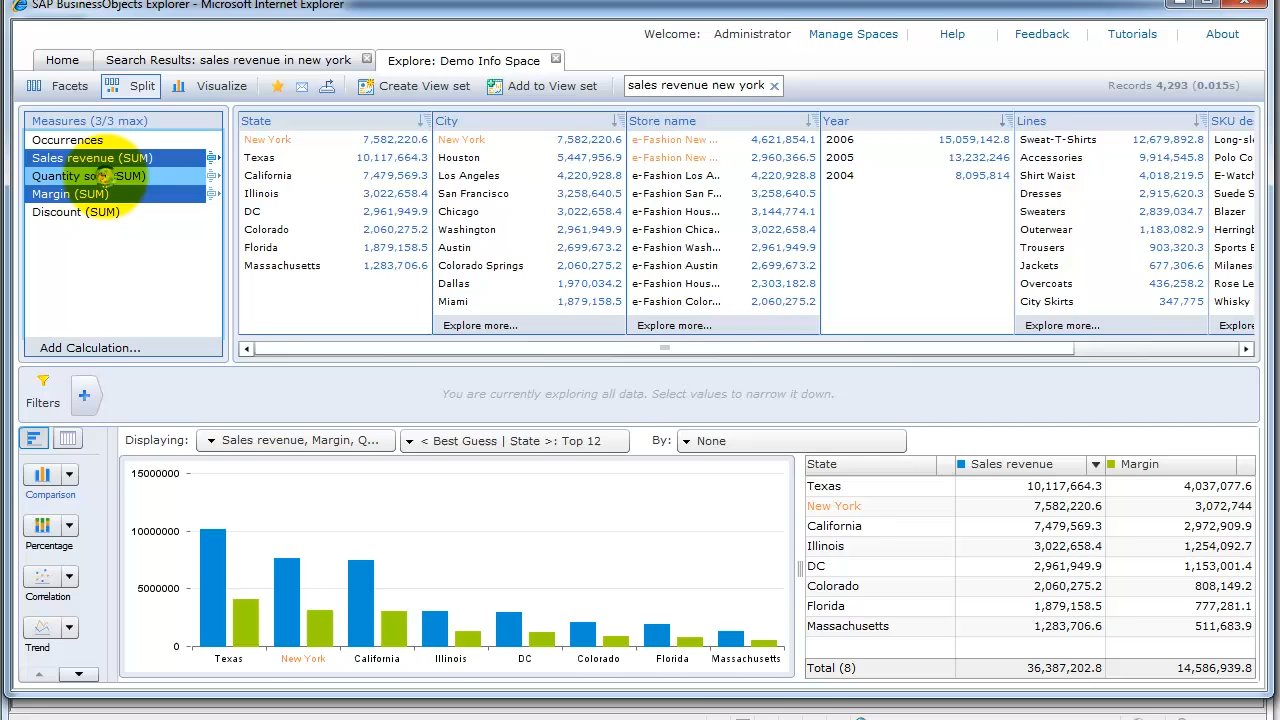 SAP BusinessObjects Explorer - Microsoft Internet Explorer
Welcome: Administrator Manage Spaces | Help | Feedback | Tutorials | About
Home Search Results: sales revenue in new york Explore: Demo Info Space
Facets Split Visualize Create View set Add to View set sales revenue new york Records 4,293 (0.015s)
Measures (3/3 max)
Occurrences
Sales revenue (SUM)
Quantity so SUM)
Margin (SUM)
Discount (SUM)
Add Calculation...
State
New York 7,582,220.6
Texas 10,117,664.3
California 7,479,569.3
Illinois 3,022,658.4
DC 2,961,949.9
Colorado 2,060,275.2
Florida 1,879,158.5
Massachusetts 1,283,706.6
City
New York 7,582,220.6
Houston 5,447,956.9
Los Angeles 4,220,928.8
San Francisco 3,258,640.5
Chicago 3,022,658.4
Washington 2,961,949.9
Austin 2,699,673.2
Colorado Springs 2,060,275.2
Dallas 1,970,034.2
Miami 1,879,158.5
Explore more...
Store name
e-Fashion New ... 4,621,854.1
e-Fashion New ... 2,960,366.5
e-Fashion Los A... 4,220,928.8
e-Fashion San F... 3,258,640.5
e-Fashion Hous... 3,144,774.1
e-Fashion Chica... 3,022,658.4
e-Fashion Wash... 2,961,949.9
e-Fashion Austin 2,699,673.2
e-Fashion Hous... 2,303,182.8
e-Fashion Color... 2,060,275.2
Explore more...
Year
2006 15,059,142.8
2005 13,232,246
2004 8,095,814
Lines
Sweat-T-Shirts 12,679,892.8
Accessories 9,914,545.8
Shirt Waist 4,018,219.5
Dresses 2,915,620.3
Sweaters 2,839,034.7
Outerwear 1,183,082.9
Trousers 903,320.3
Jackets 677,306.6
Overcoats 436,258.2
City Skirts 347,775
Explore more...
SKU de
Long-sl
Polo Co
E-Watch
Servicin
Blazer
Herring
Sports E
Milanes
Rose Le
Whisky
Explore
Filters
You are currently exploring all data. Select values to narrow it down.
Displaying: Sales revenue, Margin, Q... < Best Guess | State >: Top 12 By: None
Comparison
Percentage
Correlation
Trend
15000000
10000000
5000000
0
Texas New York California Illinois DC Colorado Florida Massachusetts
State Sales revenue Margin
Texas 10,117,664.3 4,037,077.6
New York 7,582,220.6 3,072,744
California 7,479,569.3 2,972,909.9
Illinois 3,022,658.4 1,254,092.7
DC 2,961,949.9 1,153,001.4
Colorado 2,060,275.2 808,149.2
Florida 1,879,158.5 777,281.1
Massachusetts 1,283,706.6 511,683.9
Total (8) 36,387,202.8 14,586,939.8